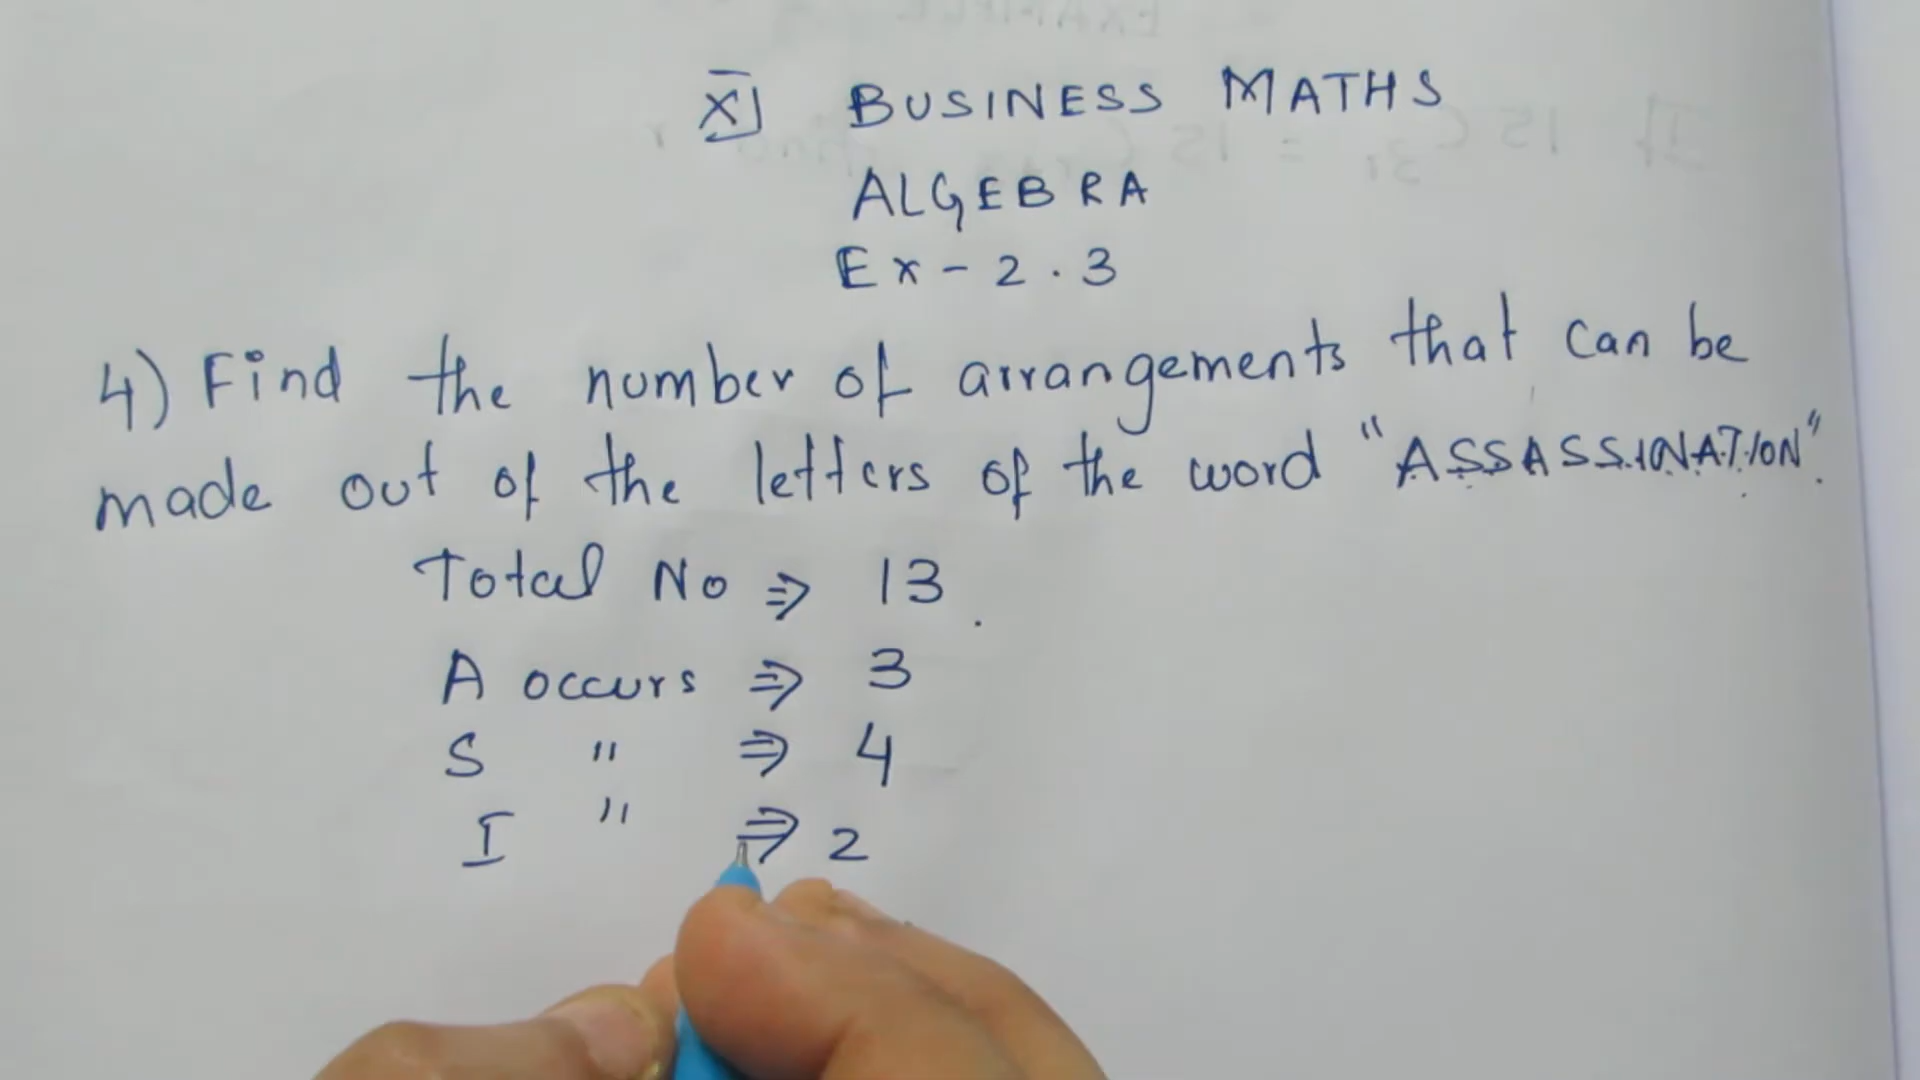 XI BUSINESS MATHS
ALGEBRA
Ex - 2.3
4) Find the number of arrangements that can be
made out of the letters of the word "ASSASSINATION".
Total No ⇒ 13
A occurs ⇒ 3
S " ⇒ 4
I " ⇒ 2